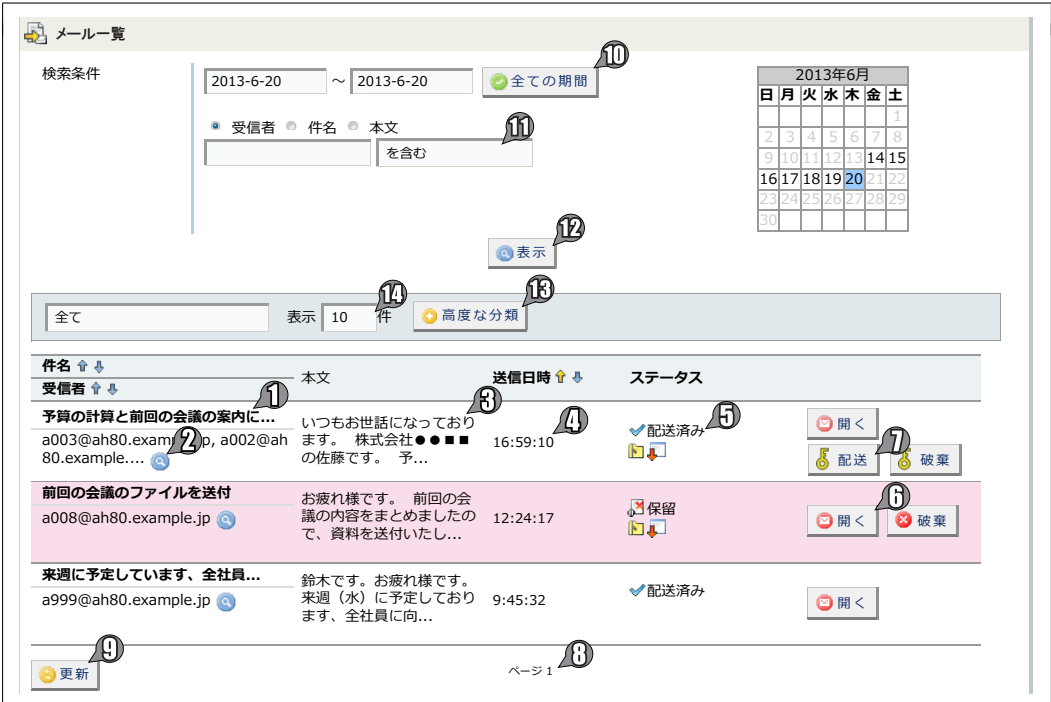 メール一覧
検索条件
2013-6-20 ～ 2013-6-20 全ての期間 ⑩
受信者 件名 本文
を含む ⑪
2013年6月
日 月 火 水 木 金 土
1
2 3 4 5 6 7 8
9 10 11 12 13 14 15
16 17 18 19 20 21 22
23 24 25 26 27 28 29
30
表示 ⑫
全て 表示 10 件 ⑭ 高度な分類 ⑬
件名
受信者 ①
本文 ③
送信日時 ④
ステータス ⑤
予算の計算と前回の会議の案内に...
a003@ah80.examp p, a002@ah
80.example.... ②
いつもお世話になっており
ます。 株式会社●●■■
の佐藤です。 予...
16:59:10
配送済み
開く
配送 ⑦ 破棄
前回の会議のファイルを送付
a008@ah80.example.jp
お疲れ様です。 前回の会
議の内容をまとめましたの
で、資料を送付いたし...
12:24:17
保留
開く ⑥ 破棄
来週に予定しています、全社員...
a999@ah80.example.jp
鈴木です。お疲れ様です。
来週（水）に予定しており
ます、全社員に向...
9:45:32
配送済み
開く
更新 ⑨
ページ 1 ⑧